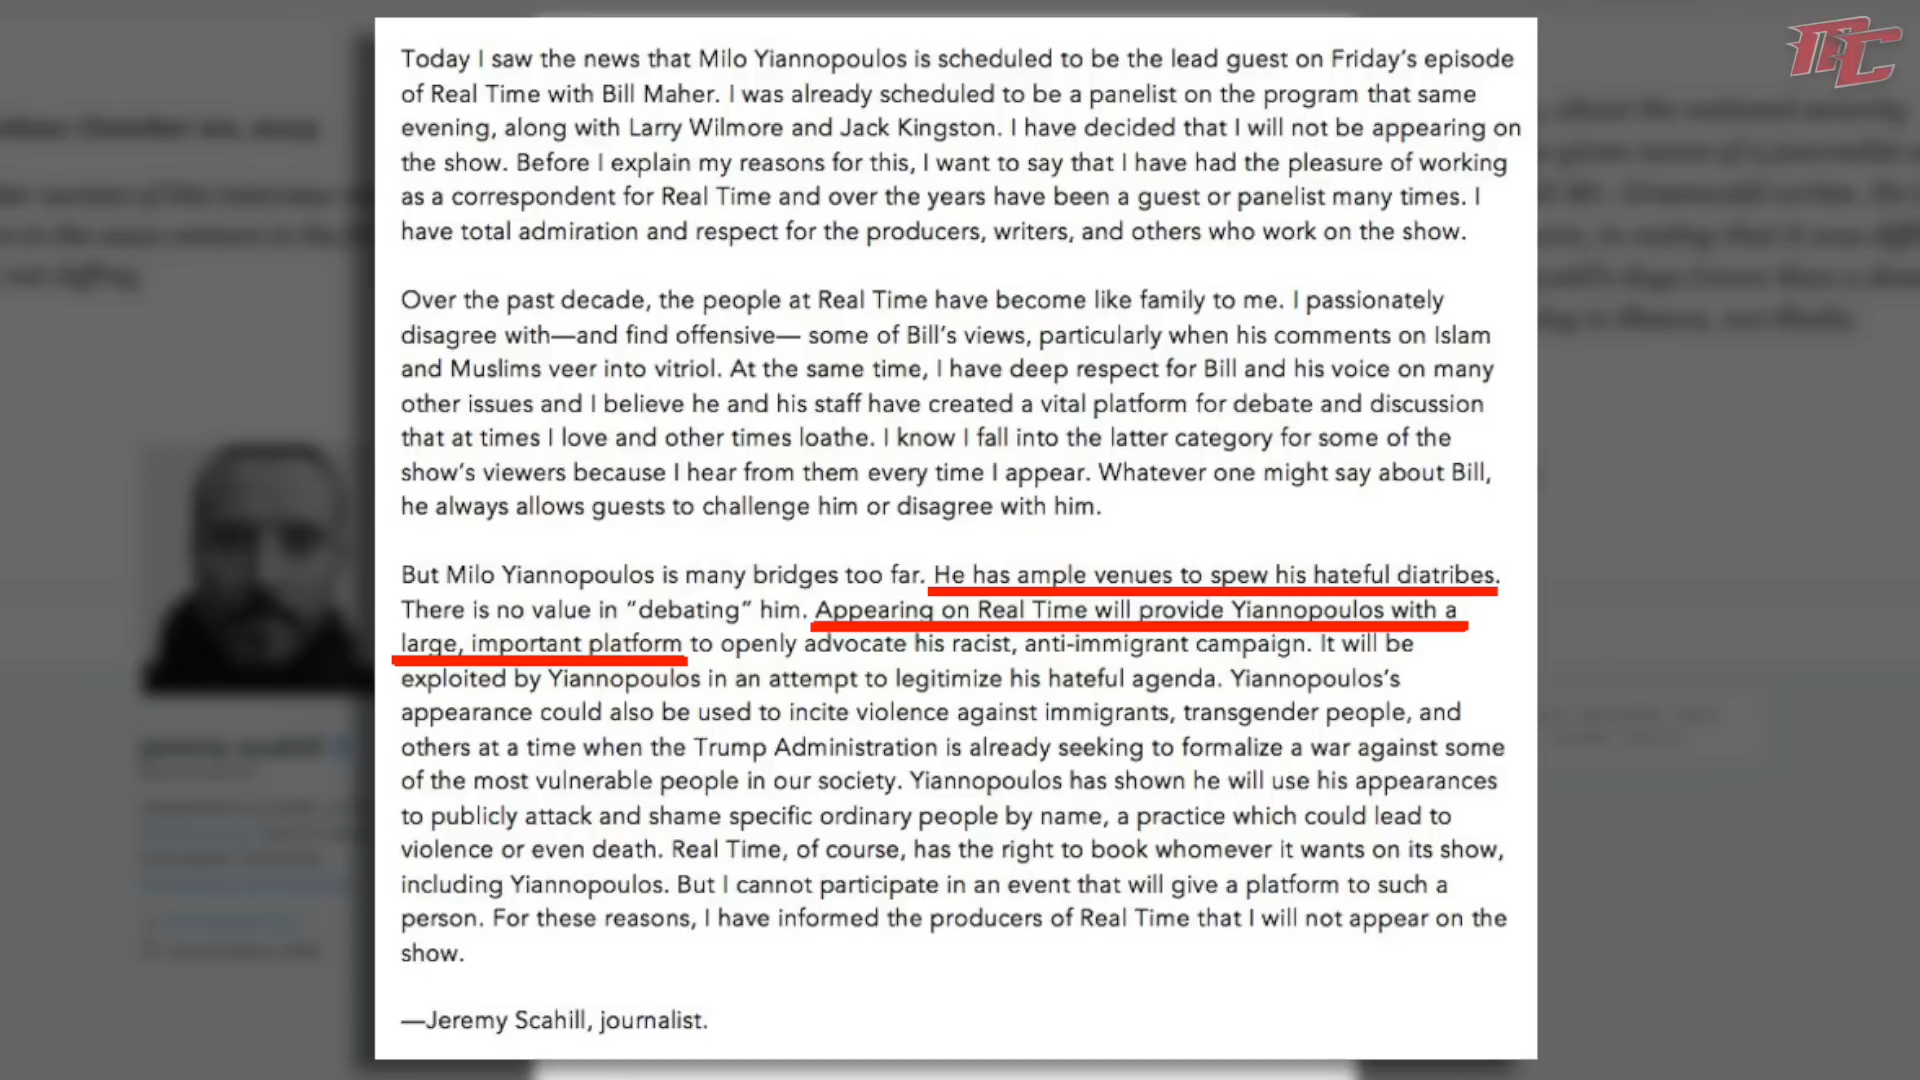 Today I saw the news that Milo Yiannopoulos is scheduled to be the lead guest on Friday's episode
of Real Time with Bill Maher. I was already scheduled to be a panelist on the program that same
evening, along with Larry Wilmore and Jack Kingston. I have decided that I will not be appearing on
the show. Before I explain my reasons for this, I want to say that I have had the pleasure of working
as a correspondent for Real Time and over the years have been a guest or panelist many times. I
have total admiration and respect for the producers, writers, and others who work on the show.
Over the past decade, the people at Real Time have become like family to me. I passionately
disagree with—and find offensive— some of Bill's views, particularly when his comments on Islam
and Muslims veer into vitriol. At the same time, I have deep respect for Bill and his voice on many
other issues and I believe he and his staff have created a vital platform for debate and discussion
that at times I love and other times loathe. I know I fall into the latter category for some of the
show's viewers because I hear from them every time I appear. Whatever one might say about Bill,
he always allows guests to challenge him or disagree with him.
But Milo Yiannopoulos is many bridges too far. He has ample venues to spew his hateful diatribes.
There is no value in “debating” him. Appearing on Real Time will provide Yiannopoulos with a
large, important platform to openly advocate his racist, anti-immigrant campaign. It will be
exploited by Yiannopoulos in an attempt to legitimize his hateful agenda. Yiannopoulos's
appearance could also be used to incite violence against immigrants, transgender people, and
others at a time when the Trump Administration is already seeking to formalize a war against some
of the most vulnerable people in our society. Yiannopoulos has shown he will use his appearances
to publicly attack and shame specific ordinary people by name, a practice which could lead to
violence or even death. Real Time, of course, has the right to book whomever it wants on its show,
including Yiannopoulos. But I cannot participate in an event that will give a platform to such a
person. For these reasons, I have informed the producers of Real Time that I will not appear on the
show.
—Jeremy Scahill, journalist.